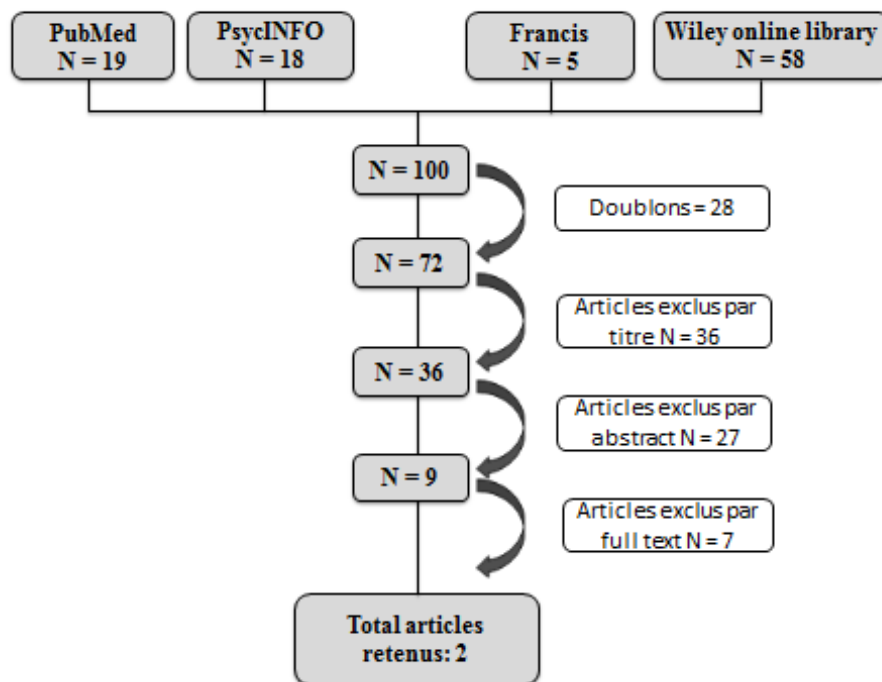 PubMed
N = 19
PsycINFO
N = 18
Francis
N = 5
Wiley online library
N = 58
N = 100
Doublons = 28
N = 72
Articles exclus par
titre N = 36
N = 36
Articles exclus par
abstract N = 27
N = 9
Articles exclus par
full text N = 7
Total articles
retenus: 2